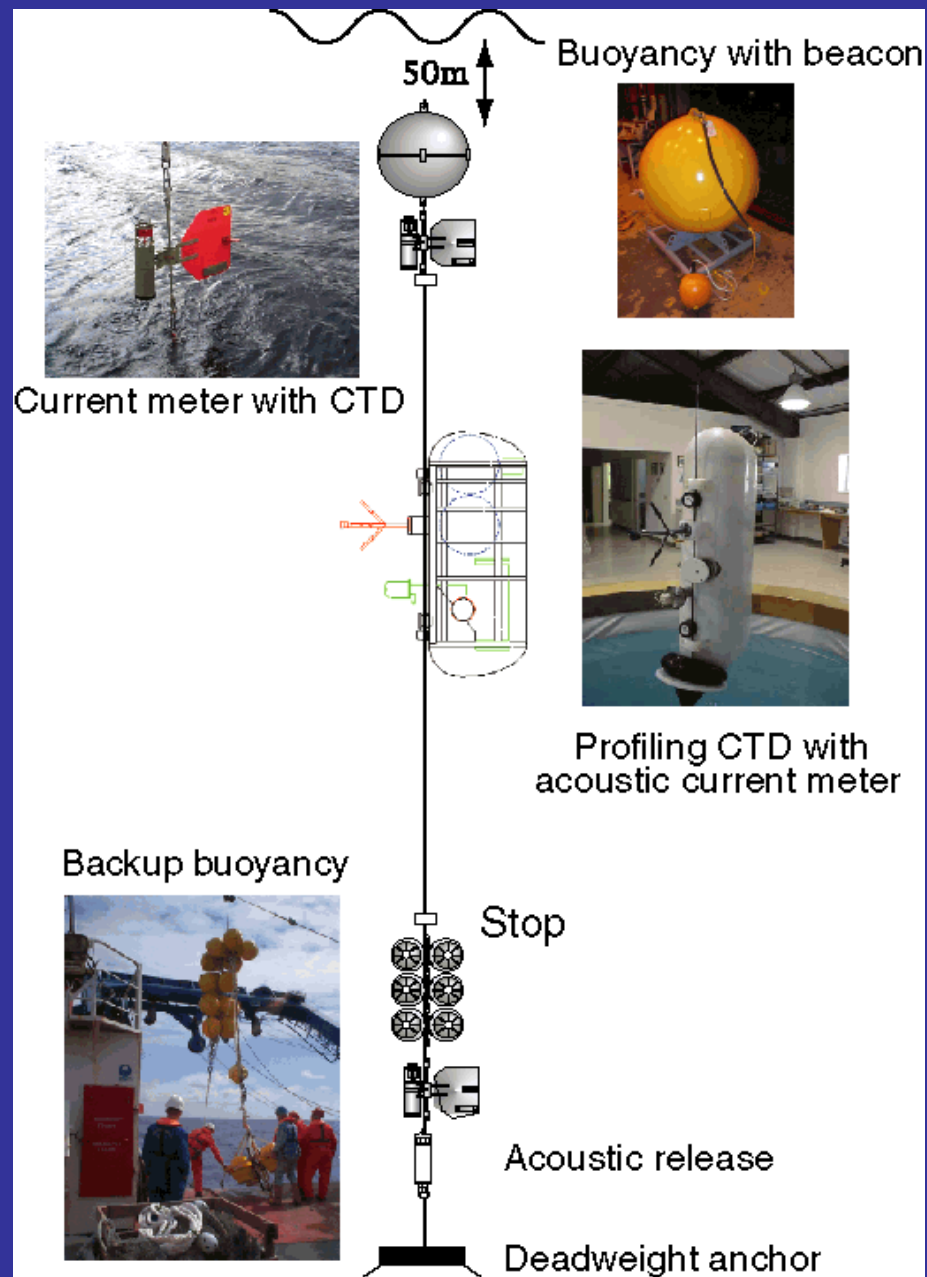 50m
Buoyancy with beacon
Current meter with CTD
Profiling CTD with
acoustic current meter
Backup buoyancy
Stop
Acoustic release
Deadweight anchor